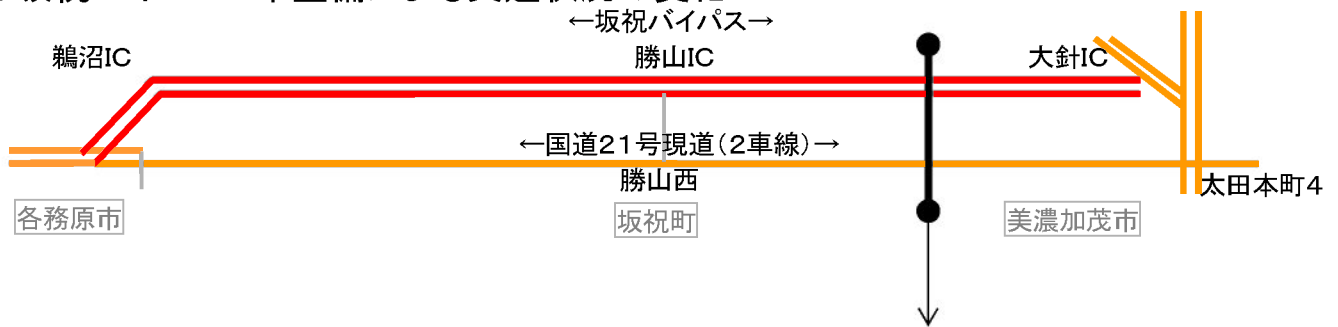 ←坂祝バイパス→
鵜沼IC
勝山IC
大針IC
←国道21号現道(2車線)→
勝山西
太田本町4
各務原市
坂祝町
美濃加茂市